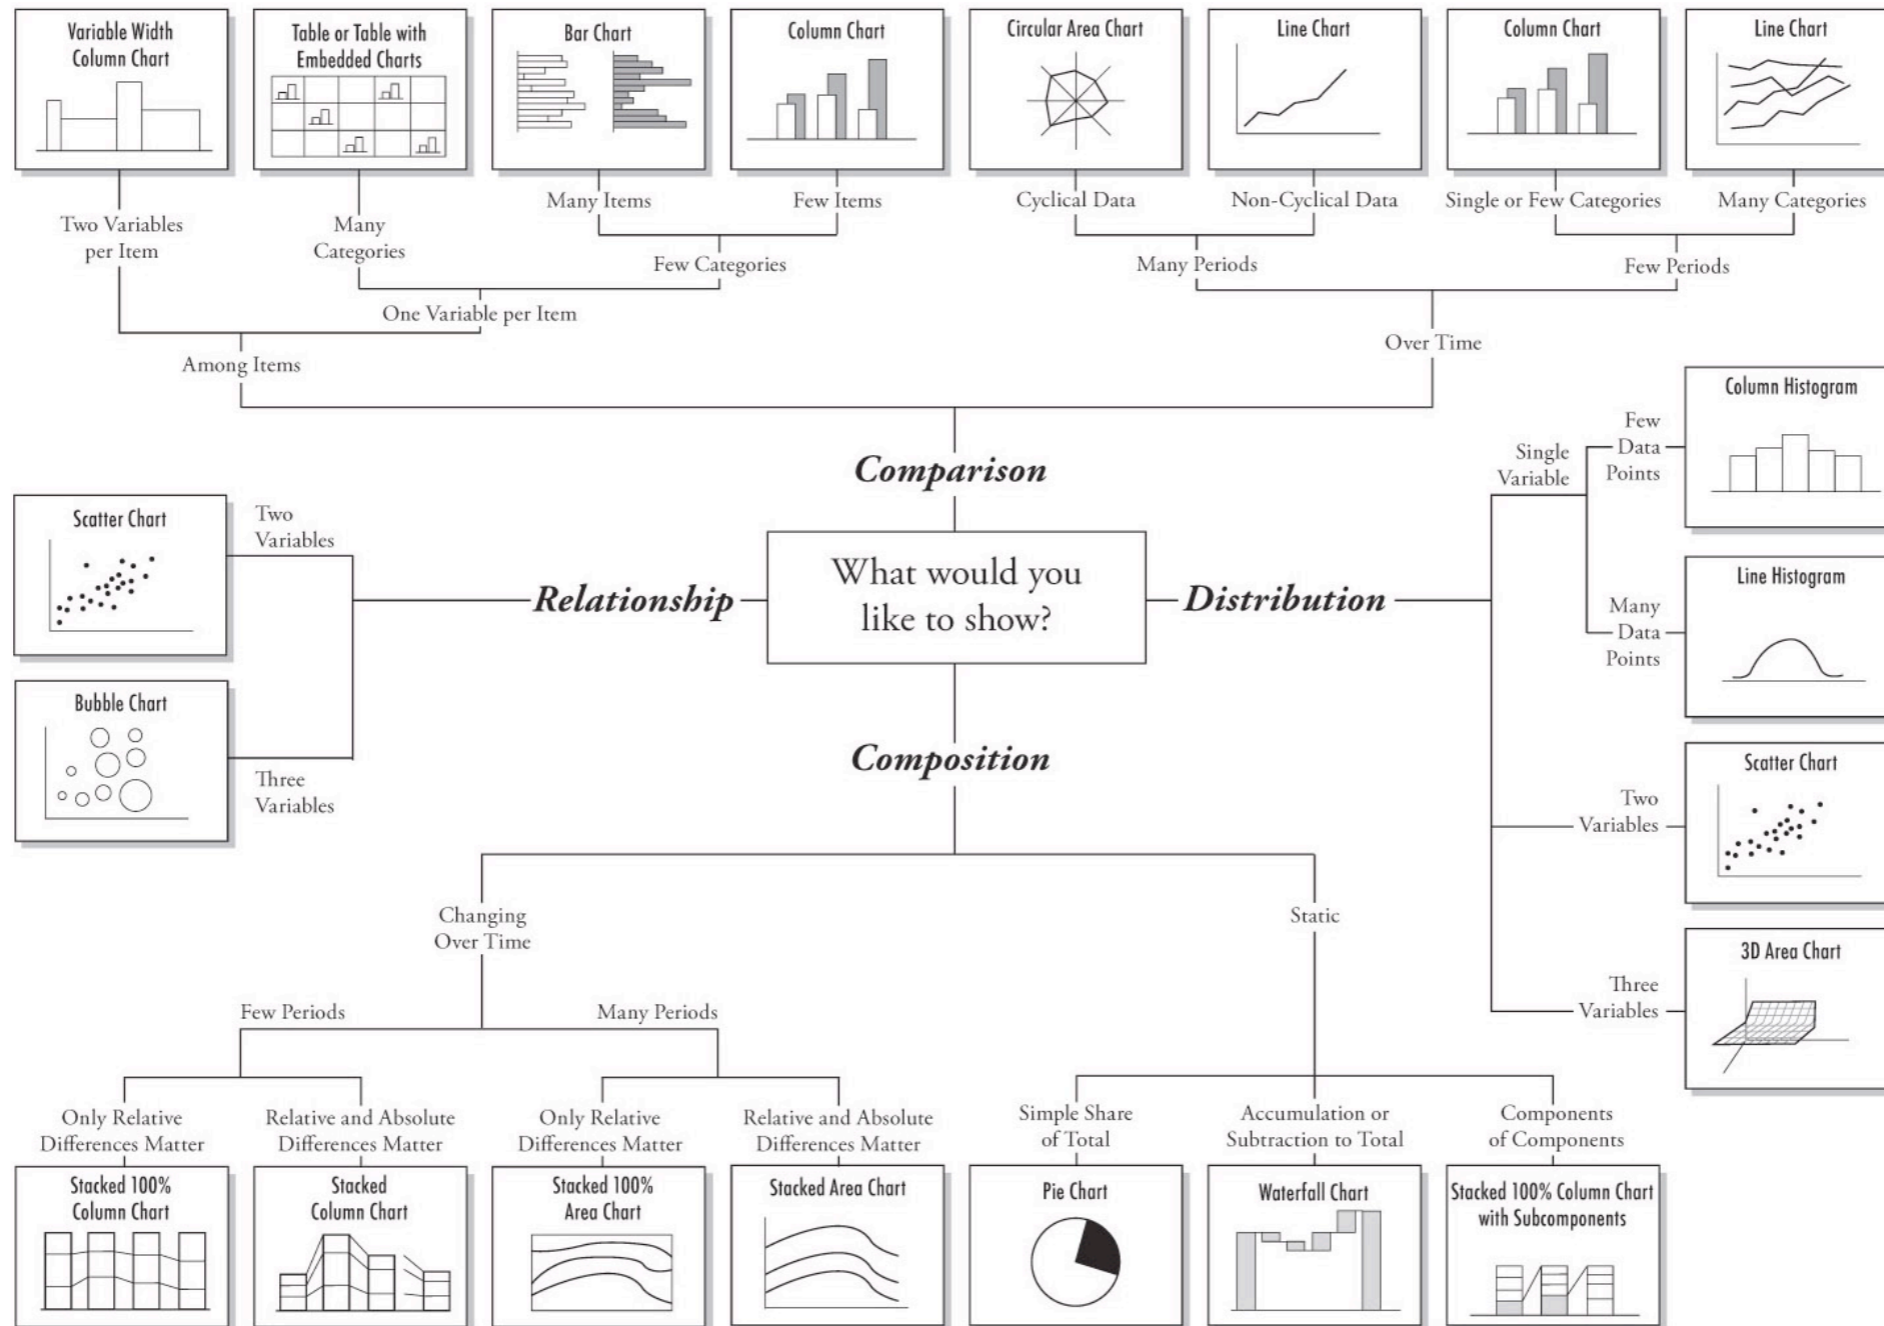 Variable Width
Column Chart
Table or Table with
Embedded Charts
Bar Chart
Column Chart
Circular Area Chart
Line Chart
Column Chart
Line Chart
Two Variables
per Item
Many
Categories
Many Items
Few Items
Cyclical Data
Non-Cyclical Data
Single or Few Categories
Many Categories
Few Categories
Many Periods
Few Periods
One Variable per Item
Over Time
Among Items
Comparison
What would you
like to show?
Relationship
Two
Variables
Scatter Chart
Three
Variables
Bubble Chart
Distribution
Single
Variable
Few
Data
Points
Column Histogram
Many
Data
Points
Line Histogram
Two
Variables
Scatter Chart
Three
Variables
3D Area Chart
Composition
Changing
Over Time
Static
Few Periods
Many Periods
Only Relative
Differences Matter
Relative and Absolute
Differences Matter
Only Relative
Differences Matter
Relative and Absolute
Differences Matter
Simple Share
of Total
Accumulation or
Subtraction to Total
Components
of Components
Stacked 100%
Column Chart
Stacked
Column Chart
Stacked 100%
Area Chart
Stacked Area Chart
Pie Chart
Waterfall Chart
Stacked 100% Column Chart
with Subcomponents